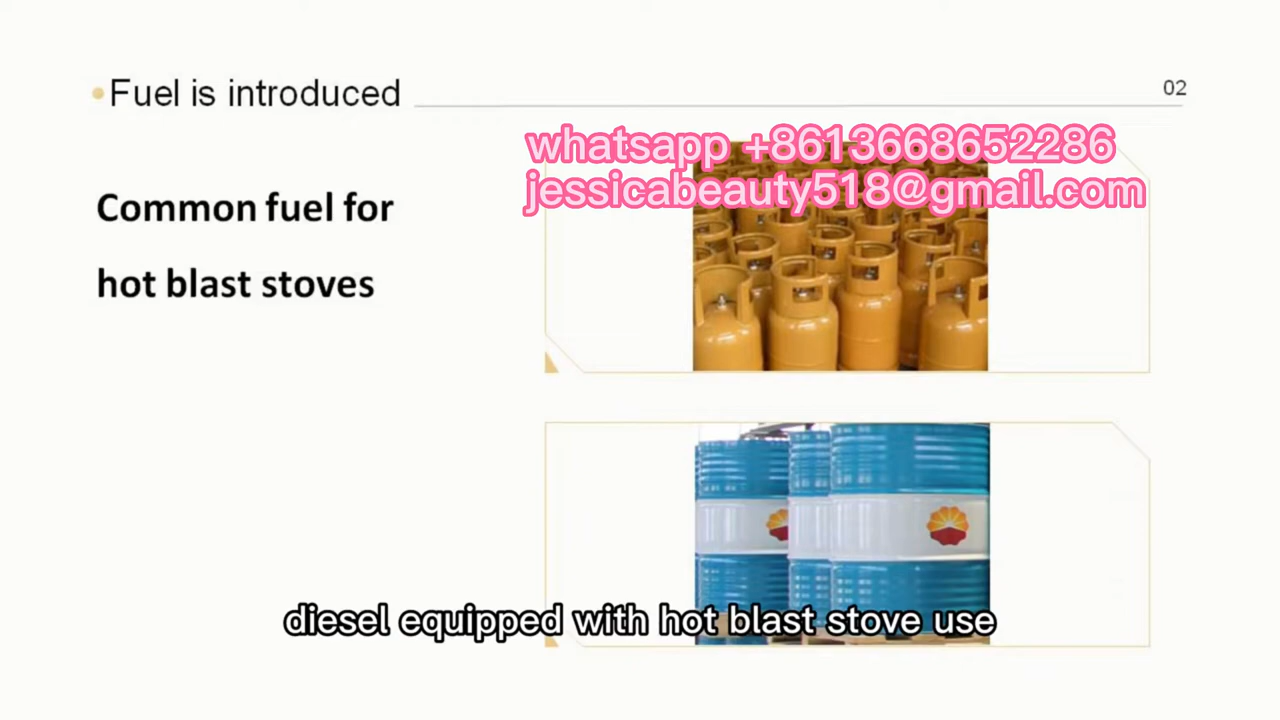 Fuel is introduced
02
whatsapp +8613668652286
jessicabeauty518@gmail.com
Common fuel for
hot blast stoves
diesel equipped with hot blast stove use